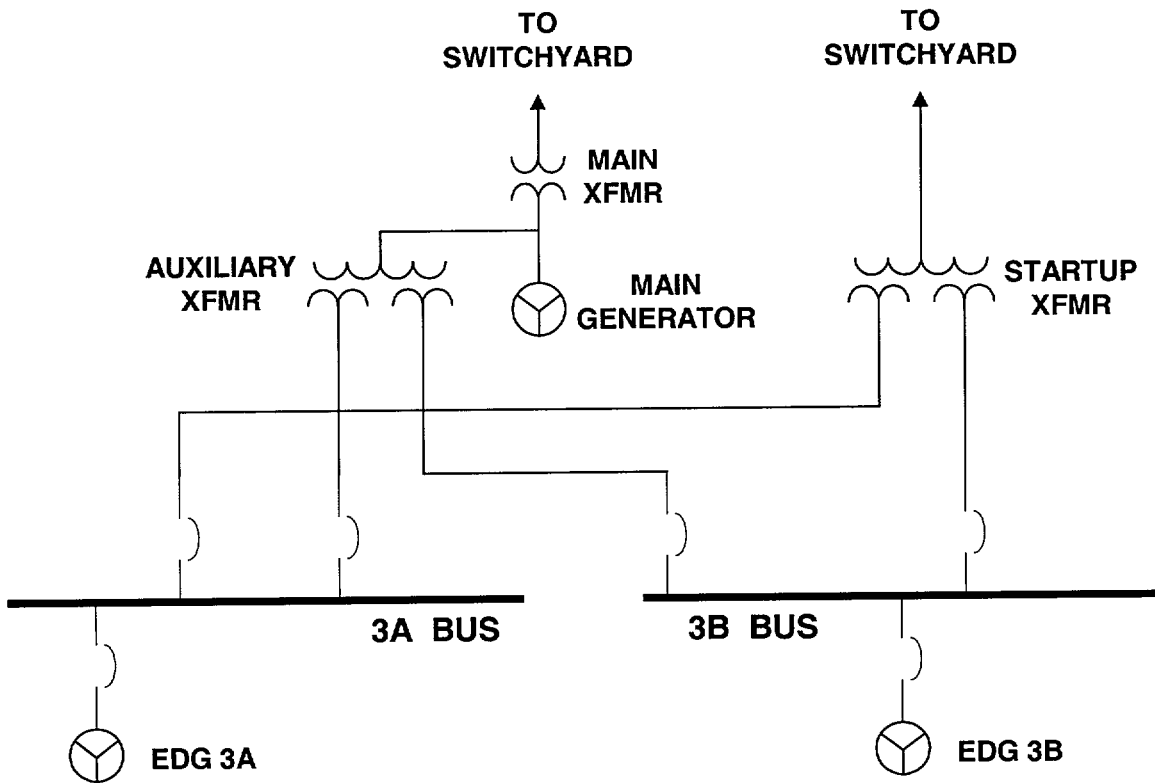 TO
SWITCHYARD
TO
SWITCHYARD
MAIN
XFMR
AUXILIARY
XFMR
MAIN
GENERATOR
STARTUP
XFMR
3A BUS
3B BUS
EDG 3A
EDG 3B